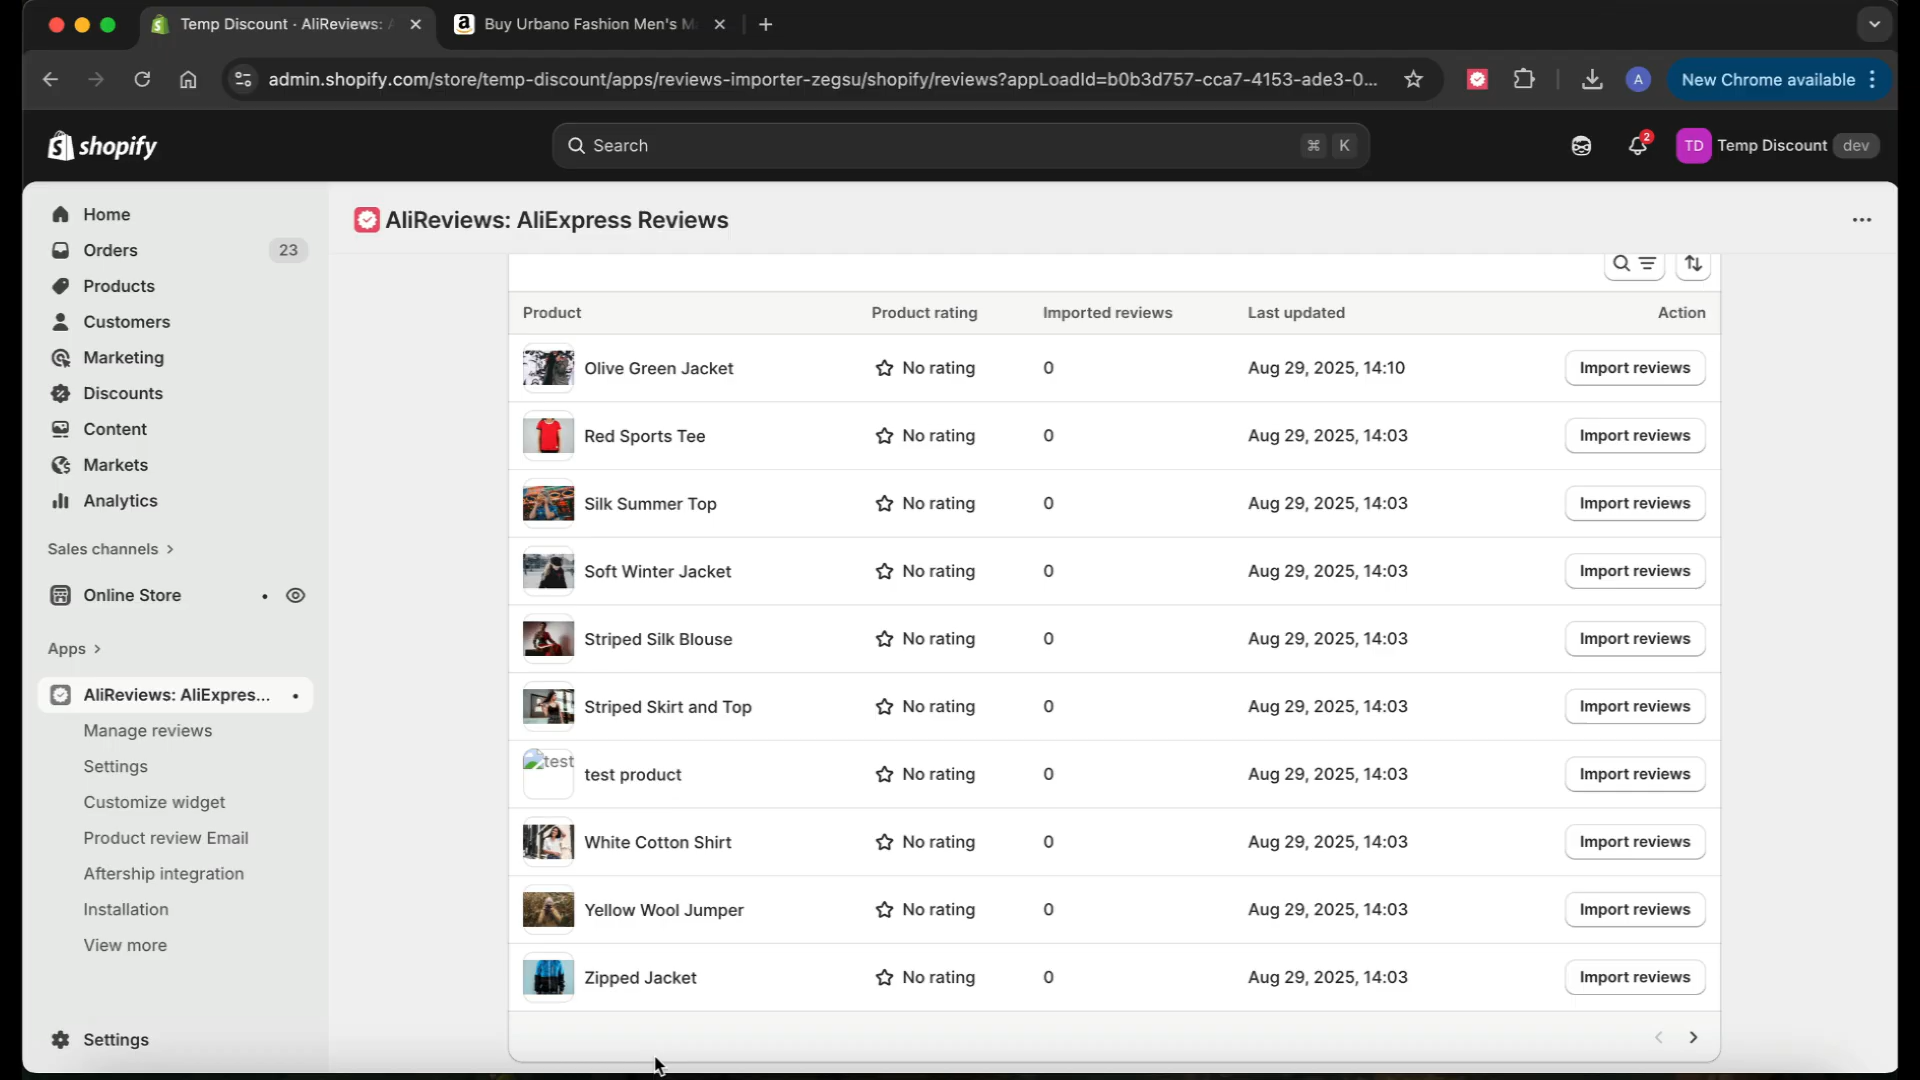 Temp Discount · AliReviews:
Buy Urbano Fashion Men's M
admin.shopify.com/store/temp-discount/apps/reviews-importer-zegsu/shopify/reviews?appLoadId=b0b3d757-cca7-4153-ade3-0...
A
New Chrome available
shopify
Search
⌘ K
2
TD Temp Discount dev
Home
Orders 23
Products
Customers
Marketing
Discounts
Content
Markets
Analytics
Sales channels
Online Store
Apps
AliReviews: AliExpres...
Manage reviews
Settings
Customize widget
Product review Email
Aftership integration
Installation
View more
Settings
AliReviews: AliExpress Reviews
Product Product rating Imported reviews Last updated Action
Olive Green Jacket No rating 0 Aug 29, 2025, 14:10 Import reviews
Red Sports Tee No rating 0 Aug 29, 2025, 14:03 Import reviews
Silk Summer Top No rating 0 Aug 29, 2025, 14:03 Import reviews
Soft Winter Jacket No rating 0 Aug 29, 2025, 14:03 Import reviews
Striped Silk Blouse No rating 0 Aug 29, 2025, 14:03 Import reviews
Striped Skirt and Top No rating 0 Aug 29, 2025, 14:03 Import reviews
test test product No rating 0 Aug 29, 2025, 14:03 Import reviews
White Cotton Shirt No rating 0 Aug 29, 2025, 14:03 Import reviews
Yellow Wool Jumper No rating 0 Aug 29, 2025, 14:03 Import reviews
Zipped Jacket No rating 0 Aug 29, 2025, 14:03 Import reviews